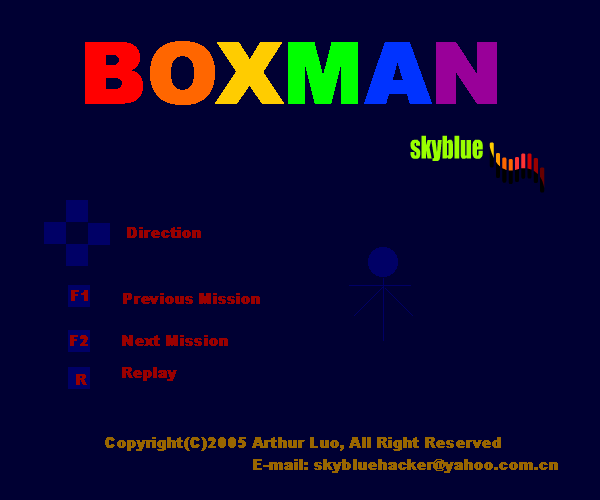 BOXMAN
skyblue
Direction
F1 Previous Mission
F2 Next Mission
R Replay
Copyright(C)2005 Arthur Luo, All Right Reserved
E-mail: skybluehacker@yahoo.com.cn